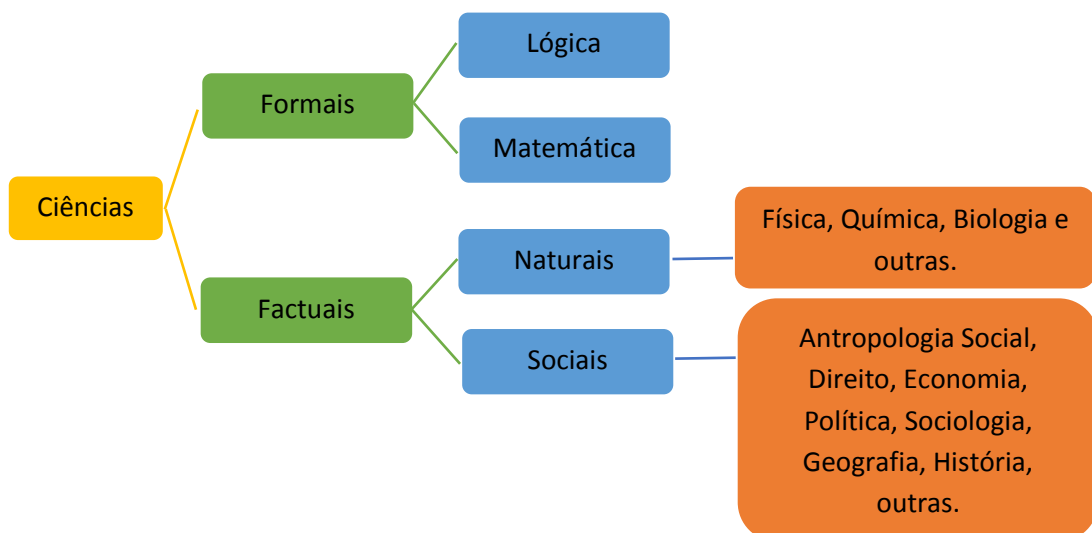 Ciências
Formais
Lógica
Matemática
Factuais
Naturais
Física, Química, Biologia e
outras.
Sociais
Antropologia Social,
Direito, Economia,
Política, Sociologia,
Geografia, História,
outras.